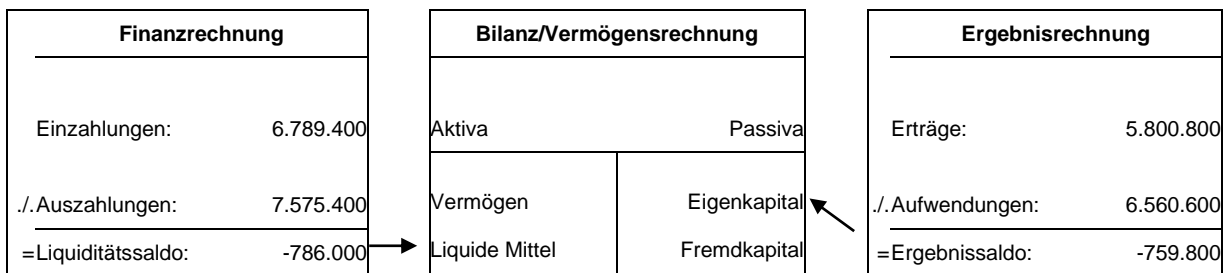 Finanzrechnung
Einzahlungen: 6.789.400
./. Auszahlungen: 7.575.400
= Liquiditätssaldo: -786.000
Bilanz/Vermögensrechnung
Aktiva Passiva
Vermögen Eigenkapital
Liquide Mittel Fremdkapital
Ergebnisrechnung
Erträge: 5.800.800
./. Aufwendungen: 6.560.600
= Ergebnissaldo: -759.800